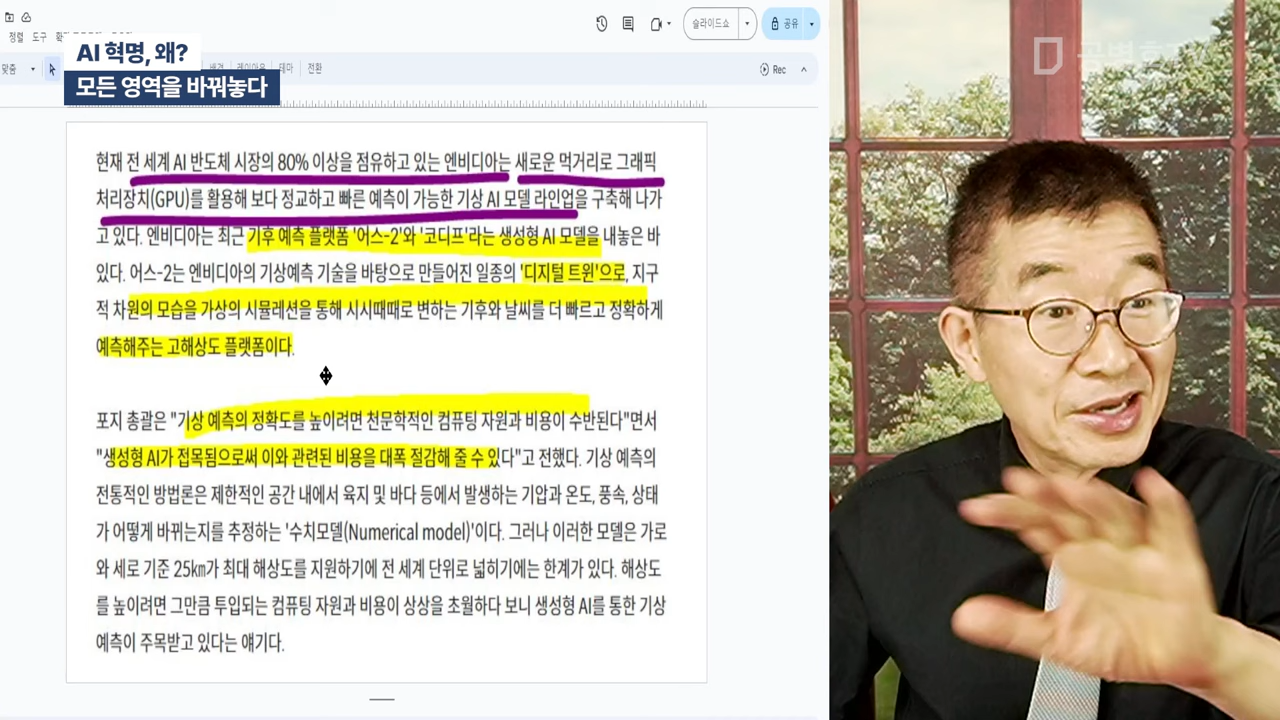 정렬 도구
슬라이드쇼
공유
AI 혁명, 왜?
모든 영역을 바꿔놓다
맞춤
배경 레이아웃 테마 전환
Rec
현재 전 세계 AI 반도체 시장의 80% 이상을 점유하고 있는 엔비디아는 새로운 먹거리로 그래픽
처리장치(GPU)를 활용해 보다 정교하고 빠른 예측이 가능한 기상 AI 모델 라인업을 구축해 나가
고 있다. 엔비디아는 최근 기후 예측 플랫폼 '어스-2'와 '코디프'라는 생성형 AI 모델을 내놓은 바
있다. 어스-2는 엔비디아의 기상예측 기술을 바탕으로 만들어진 일종의 '디지털 트윈'으로, 지구
적 차원의 모습을 가상의 시뮬레션을 통해 시시때때로 변하는 기후와 날씨를 더 빠르고 정확하게
예측해주는 고해상도 플랫폼이다.
포지 총괄은 "기상 예측의 정확도를 높이려면 천문학적인 컴퓨팅 자원과 비용이 수반된다"면서
"생성형 AI가 접목됨으로써 이와 관련된 비용을 대폭 절감해 줄 수 있다"고 전했다. 기상 예측의
전통적인 방법론은 제한적인 공간 내에서 육지 및 바다 등에서 발생하는 기압과 온도, 풍속, 상태
가 어떻게 바뀌는지를 추정하는 '수치모델(Numerical model)'이다. 그러나 이러한 모델은 가로
와 세로 기준 25㎞가 최대 해상도를 지원하기에 전 세계 단위로 넓히기에는 한계가 있다. 해상도
를 높이려면 그만큼 투입되는 컴퓨팅 자원과 비용이 상상을 초월하다 보니 생성형 AI를 통한 기상
예측이 주목받고 있다는 얘기다.